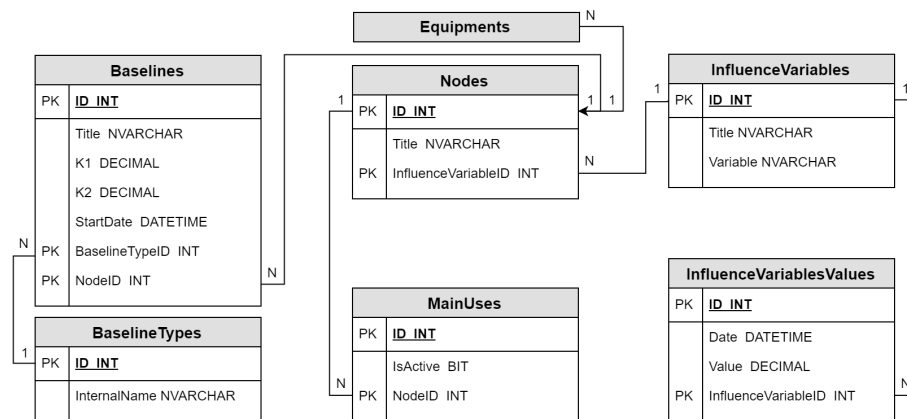 N
Equipments
Baselines
PK ID INT
Title NVARCHAR
K1 DECIMAL
K2 DECIMAL
StartDate DATETIME
N PK BaselineTypeID INT
PK NodeID INT N
BaselineTypes
1 PK ID INT
InternalName NVARCHAR
Nodes
1 PK ID INT 1 1
Title NVARCHAR
PK InfluenceVariableID INT N
MainUses
PK ID INT
IsActive BIT
N PK NodeID INT
InfluenceVariables
1 PK ID INT 1
Title NVARCHAR
Variable NVARCHAR
InfluenceVariablesValues
PK ID INT
Date DATETIME
Value DECIMAL
PK InfluenceVariableID INT N